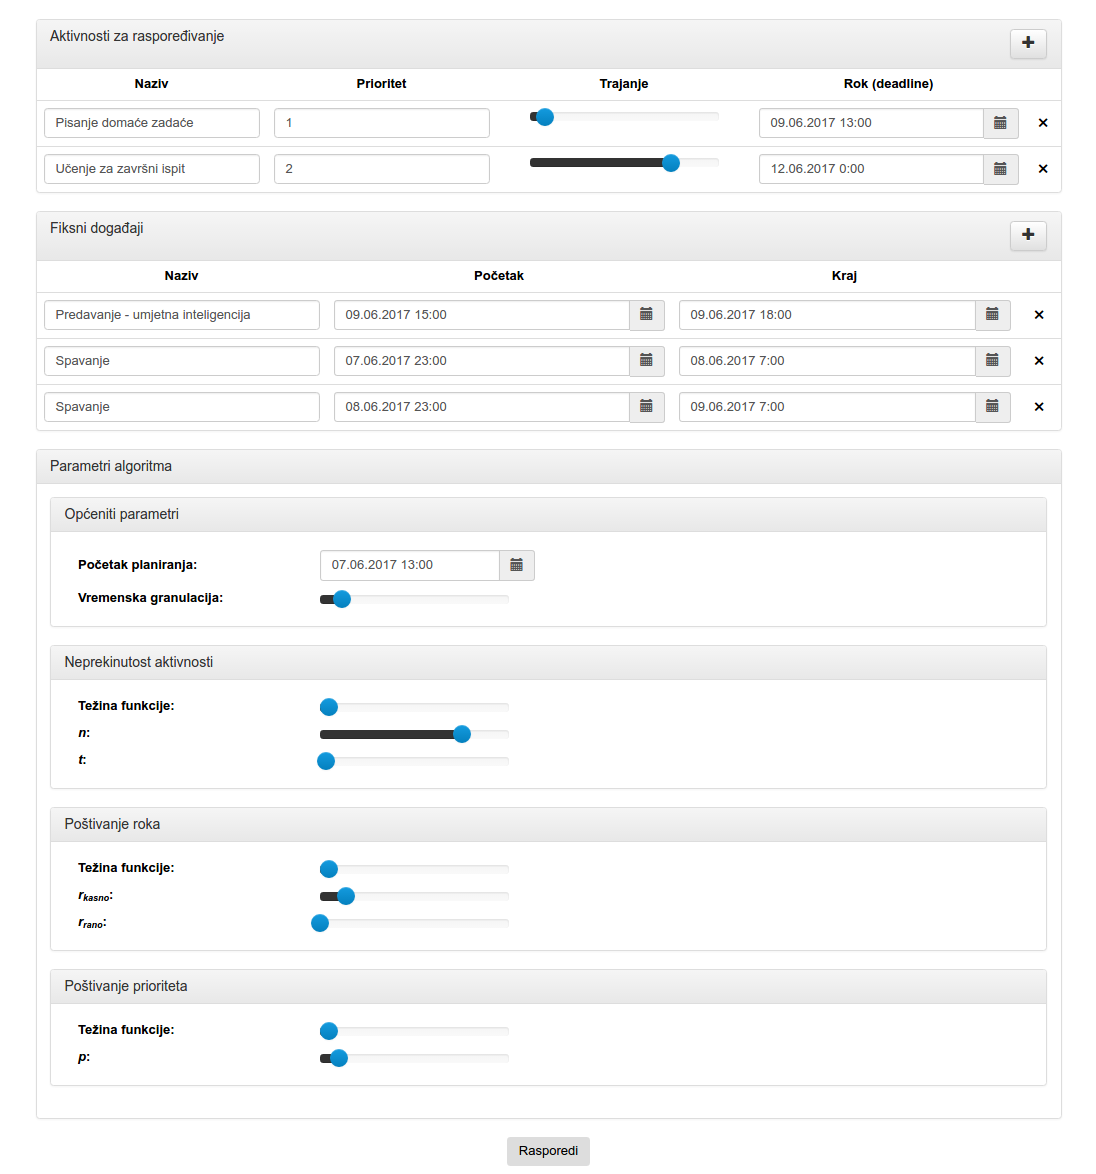 Aktivnosti za raspoređivanje
Naziv Prioritet Trajanje Rok (deadline)
Pisanje domaće zadaće 1 09.06.2017 13:00
Učenje za završni ispit 2 12.06.2017 0:00
Fiksni događaji
Naziv Početak Kraj
Predavanje - umjetna inteligencija 09.06.2017 15:00 09.06.2017 18:00
Spavanje 07.06.2017 23:00 08.06.2017 7:00
Spavanje 08.06.2017 23:00 09.06.2017 7:00
Parametri algoritma
Općeniti parametri
Početak planiranja: 07.06.2017 13:00
Vremenska granulacija:
Neprekinutost aktivnosti
Težina funkcije:
n:
t:
Poštivanje roka
Težina funkcije:
rkasno:
rrano:
Poštivanje prioriteta
Težina funkcije:
p:
Rasporedi